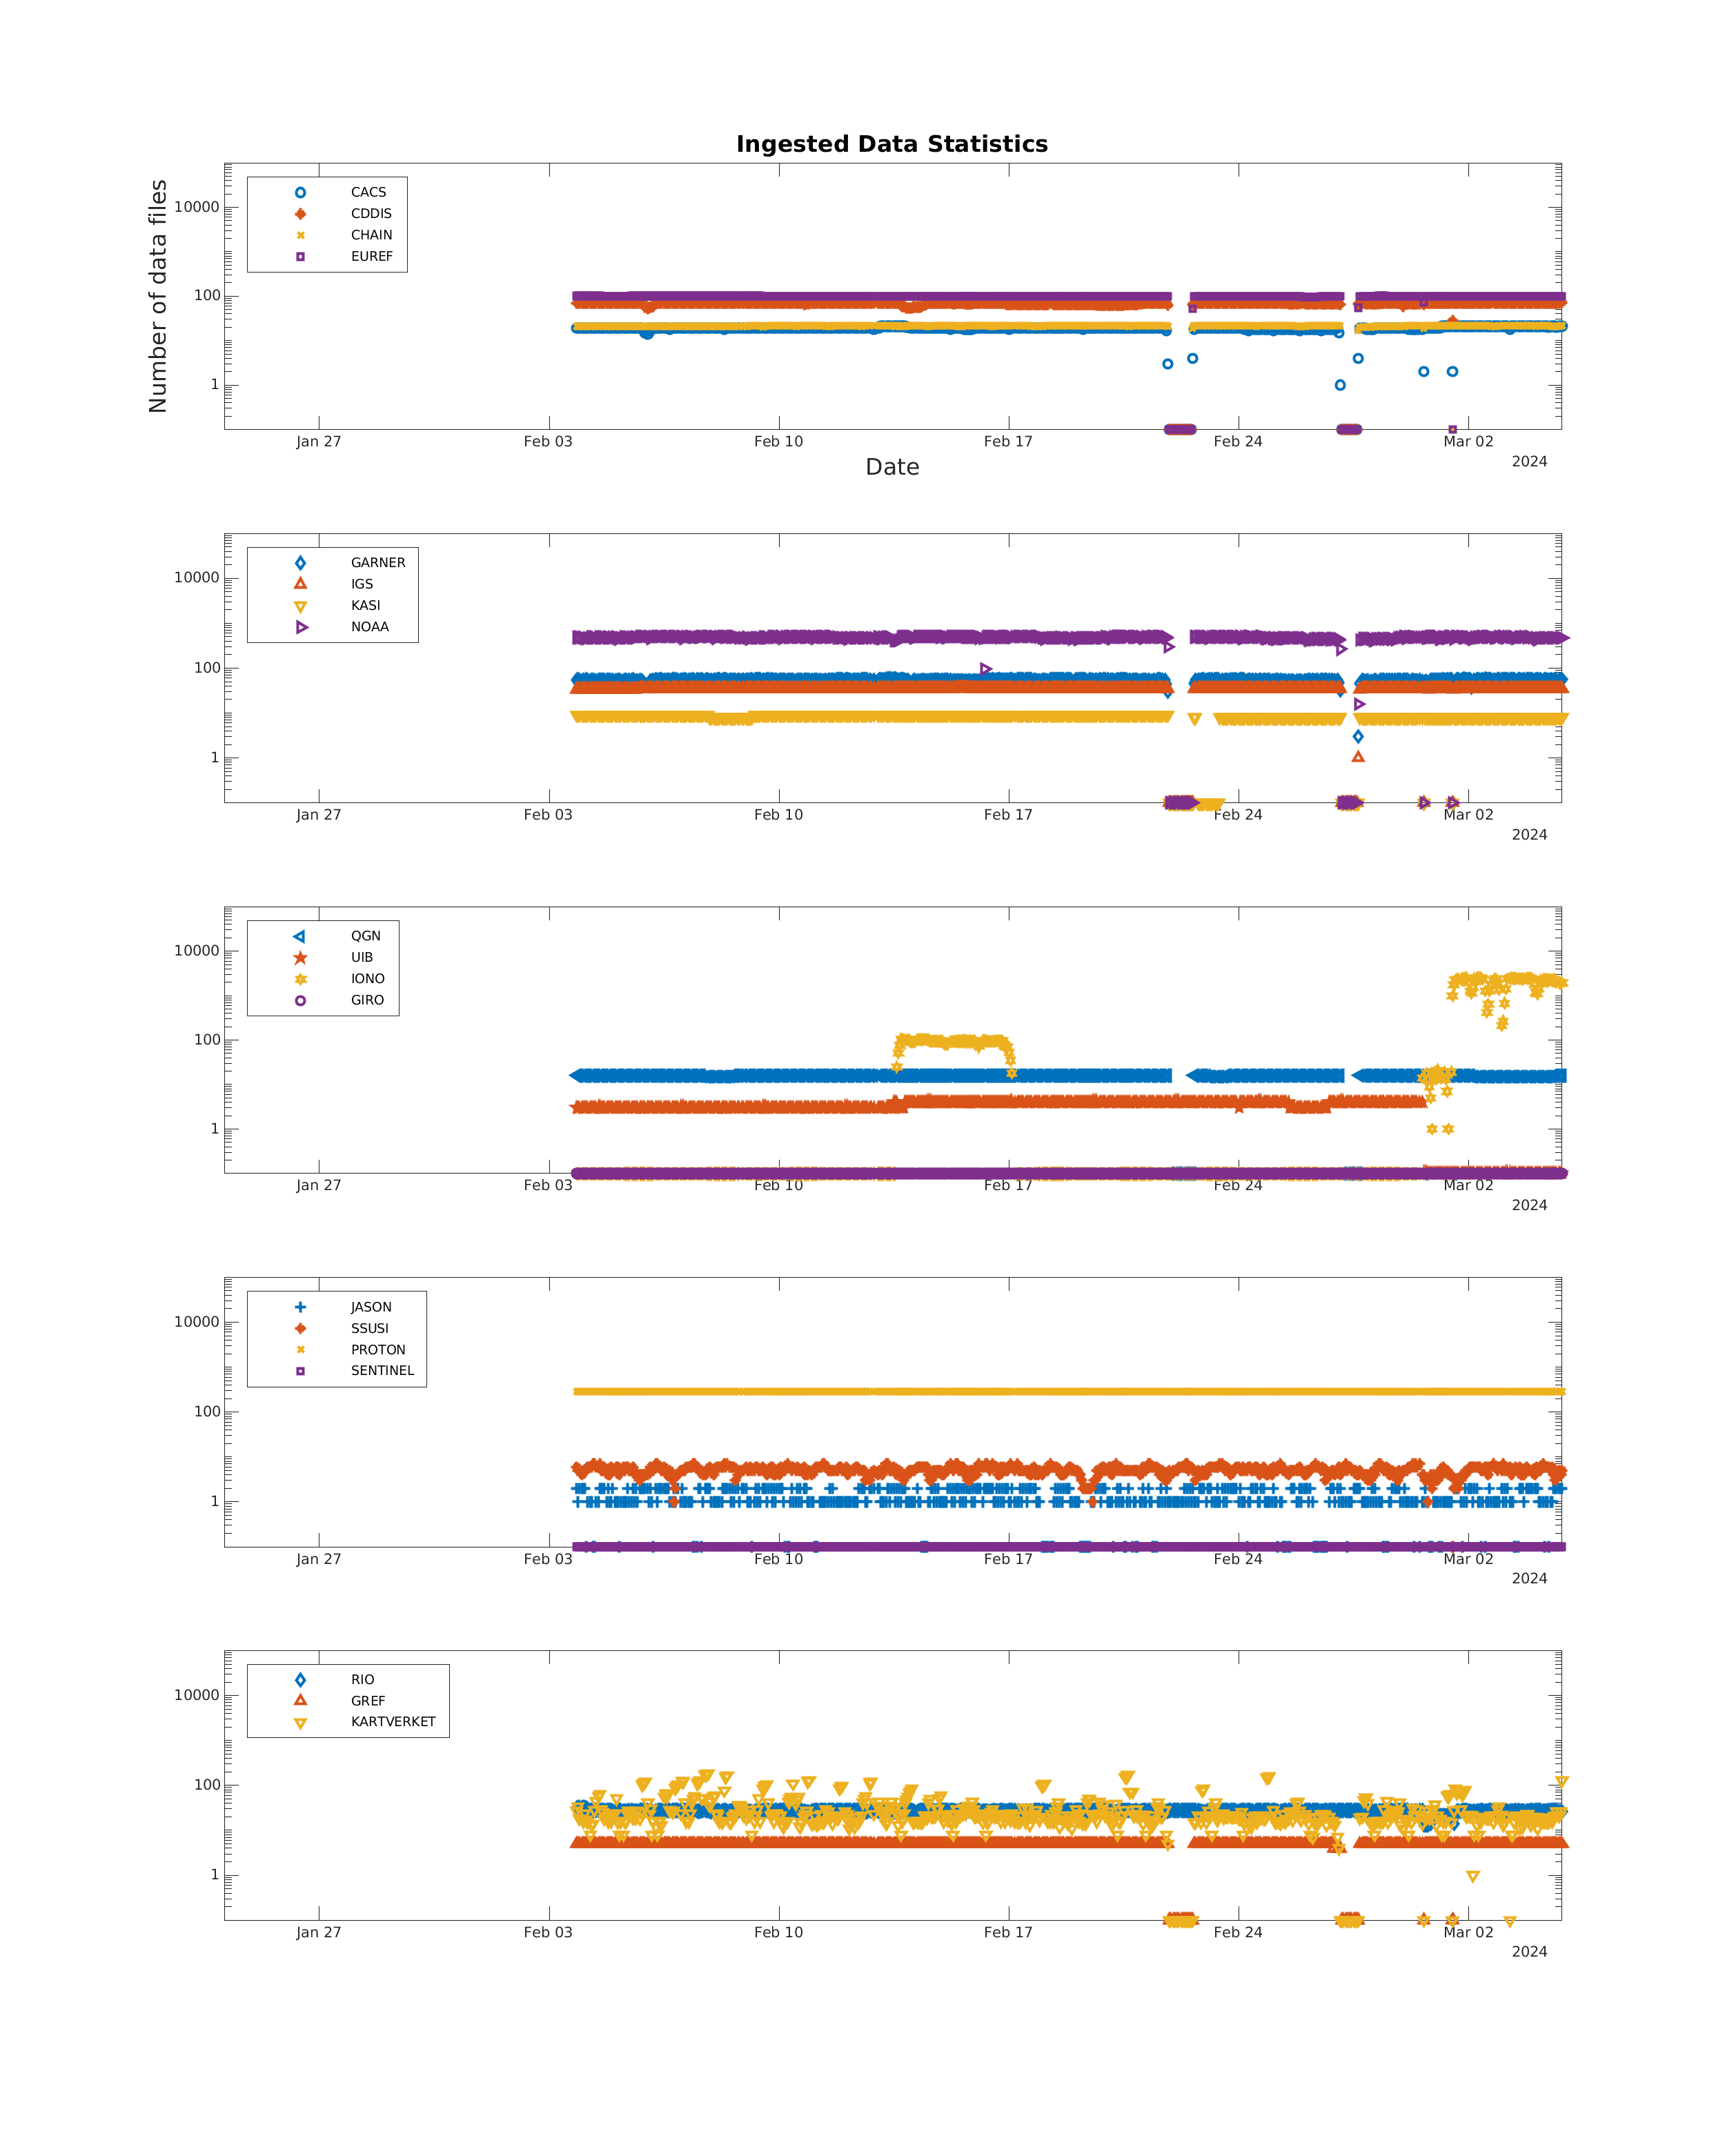 Ingested Data Statistics
Number of data files
10000
100
1
CACS
CDDIS
CHAIN
EUREF
Jan 27 Feb 03 Feb 10 Feb 17 Feb 24 Mar 02
2024
Date
10000
100
1
GARNER
IGS
KASI
NOAA
Jan 27 Feb 03 Feb 10 Feb 17 Feb 24 Mar 02
2024
10000
100
1
QGN
UIB
IONO
GIRO
Jan 27 Feb 03 Feb 10 Feb 17 Feb 24 Mar 02
2024
10000
100
1
JASON
SSUSI
PROTON
SENTINEL
Jan 27 Feb 03 Feb 10 Feb 17 Feb 24 Mar 02
2024
10000
100
1
RIO
GREF
KARTVERKET
Jan 27 Feb 03 Feb 10 Feb 17 Feb 24 Mar 02
2024